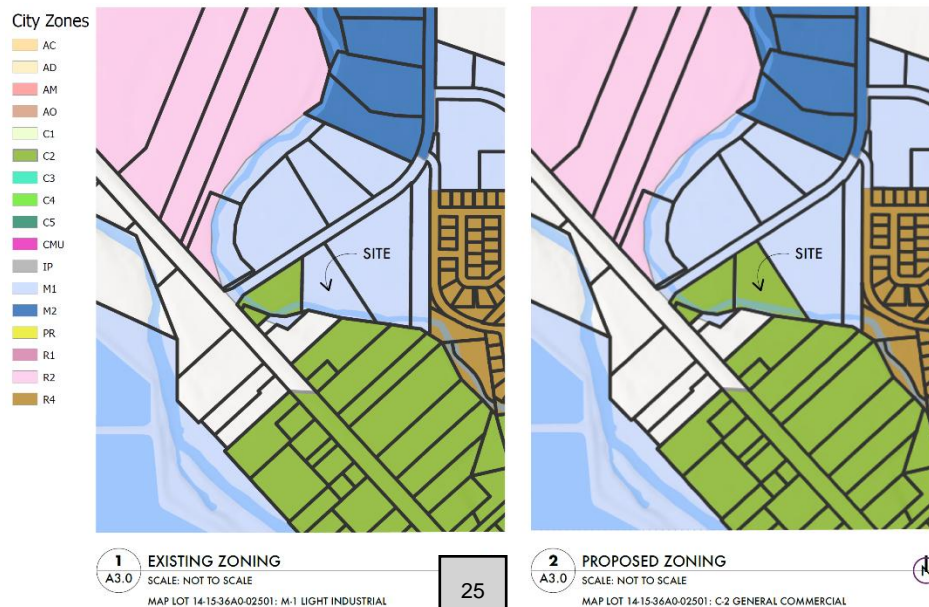 City Zones
AC
AD
AM
AO
C1
C2
C3
C4
C5
CMU
IP
M1
M2
PR
R1
R2
R4
SITE
SITE
1
A3.0
EXISTING ZONING
SCALE: NOT TO SCALE
MAP LOT 14-15-36A0-02501: M-1 LIGHT INDUSTRIAL
25
2
A3.0
PROPOSED ZONING
SCALE: NOT TO SCALE
MAP LOT 14-15-36A0-02501: C-2 GENERAL COMMERCIAL